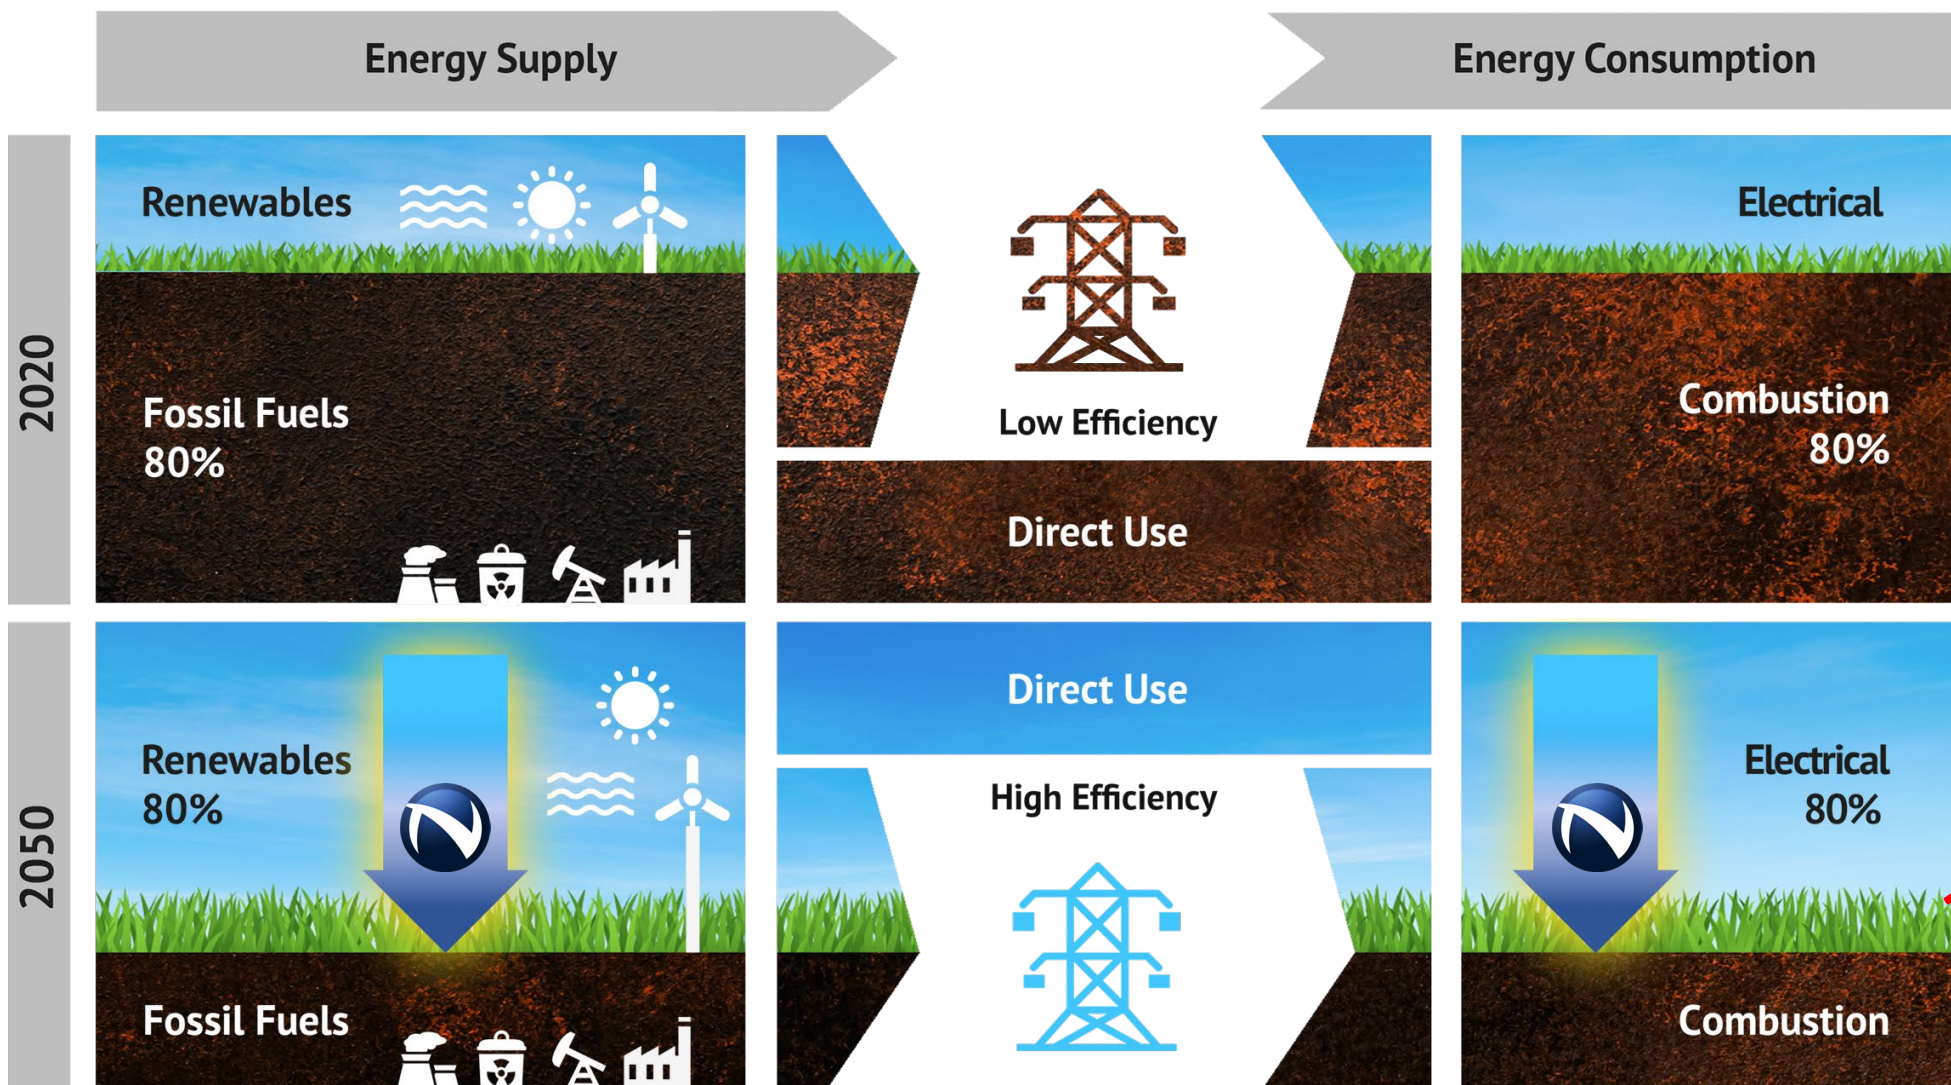 Energy Supply
Energy Consumption
2020
Renewables
Electrical
Fossil Fuels
80%
Low Efficiency
Combustion
80%
Direct Use
2050
Direct Use
Renewables
80%
High Efficiency
Electrical
80%
Fossil Fuels
Combustion